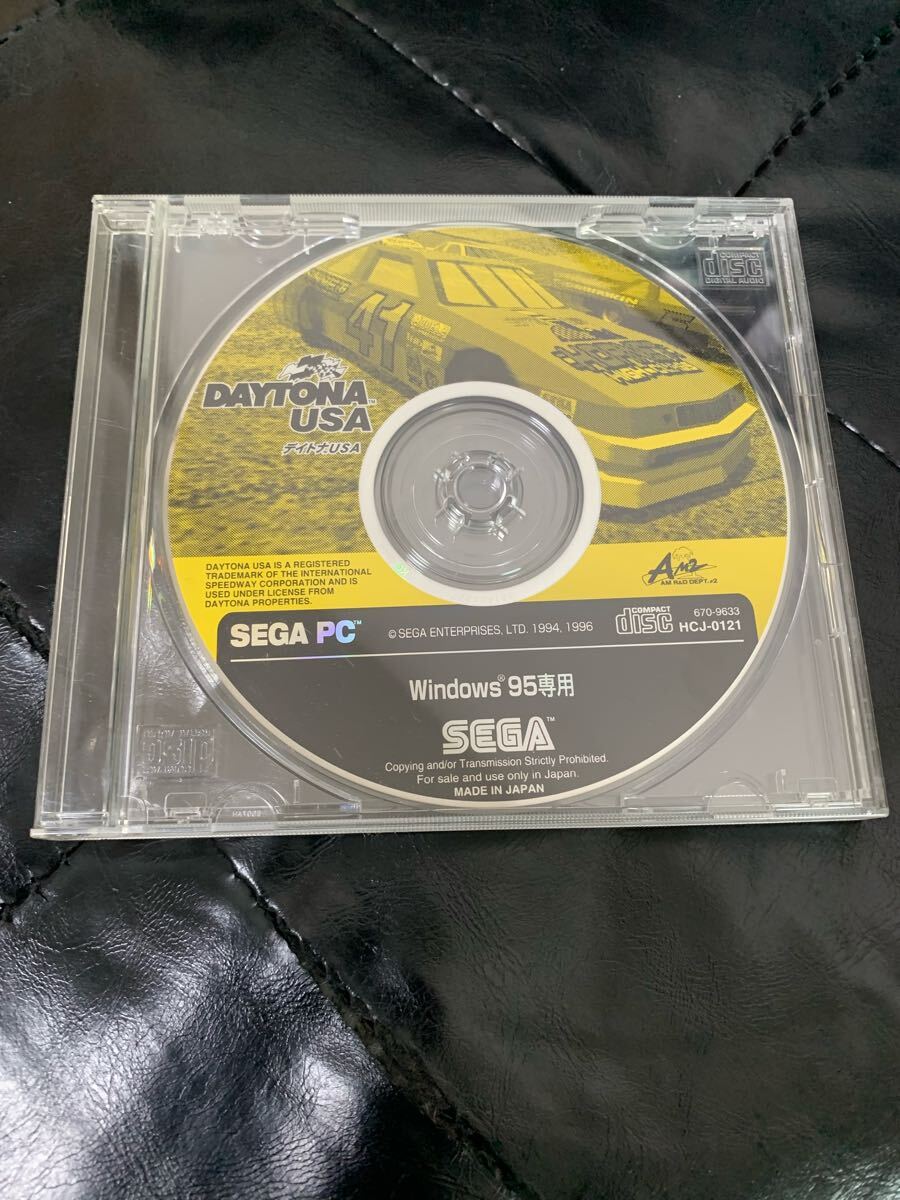 COMPACT
disc
DIGITAL AUDIO
41
DAYTONA™
USA
デイトナUSA
DAYTONA USA IS A REGISTERED
TRADEMARK OF THE INTERNATIONAL
SPEEDWAY CORPORATION AND IS
USED UNDER LICENSE FROM
DAYTONA PROPERTIES.
AM2
AM R&D DEPT.#2
SEGA PC™
© SEGA ENTERPRISES, LTD. 1994, 1996
COMPACT
disc
670-9633
HCJ-0121
Windows® 95専用
SEGA™
Copying and/or Transmission Strictly Prohibited.
For sale and use only in Japan.
MADE IN JAPAN